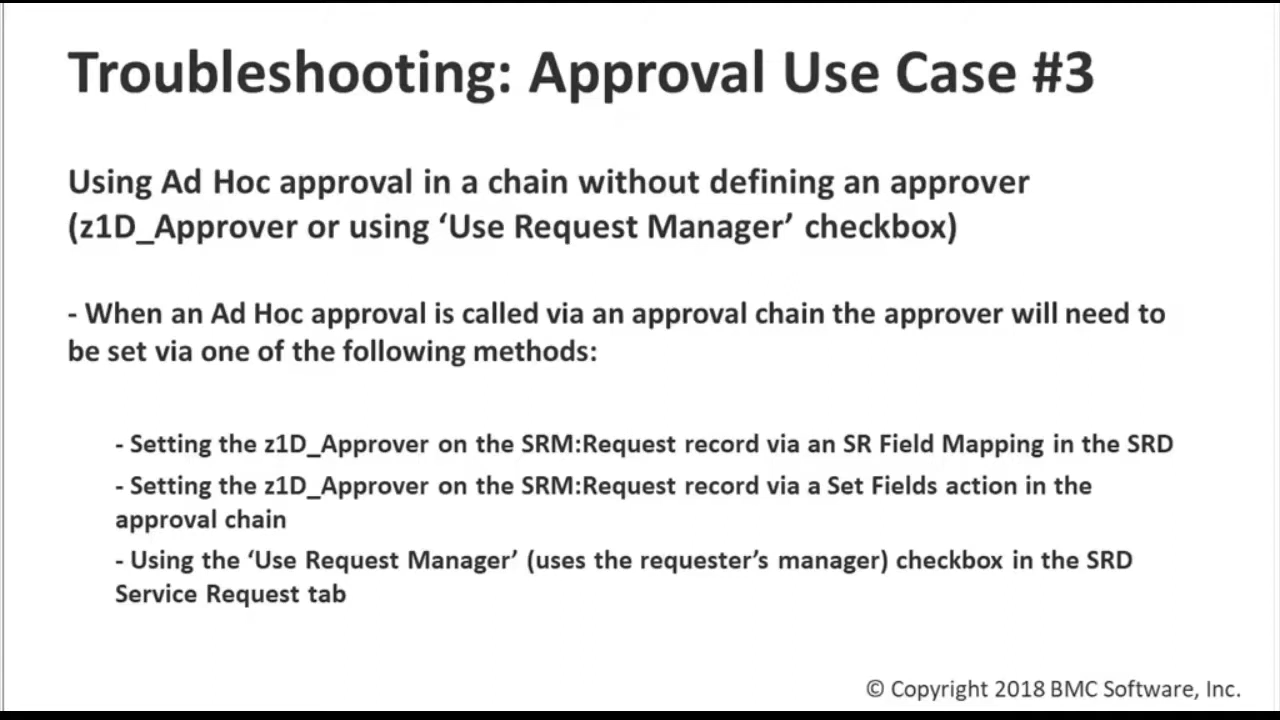 Troubleshooting: Approval Use Case #3
Using Ad Hoc approval in a chain without defining an approver
(z1D_Approver or using ‘Use Request Manager’ checkbox)
- When an Ad Hoc approval is called via an approval chain the approver will need to
be set via one of the following methods:
- Setting the z1D_Approver on the SRM:Request record via an SR Field Mapping in the SRD
- Setting the z1D_Approver on the SRM:Request record via a Set Fields action in the
approval chain
- Using the ‘Use Request Manager’ (uses the requester’s manager) checkbox in the SRD
Service Request tab
© Copyright 2018 BMC Software, Inc.